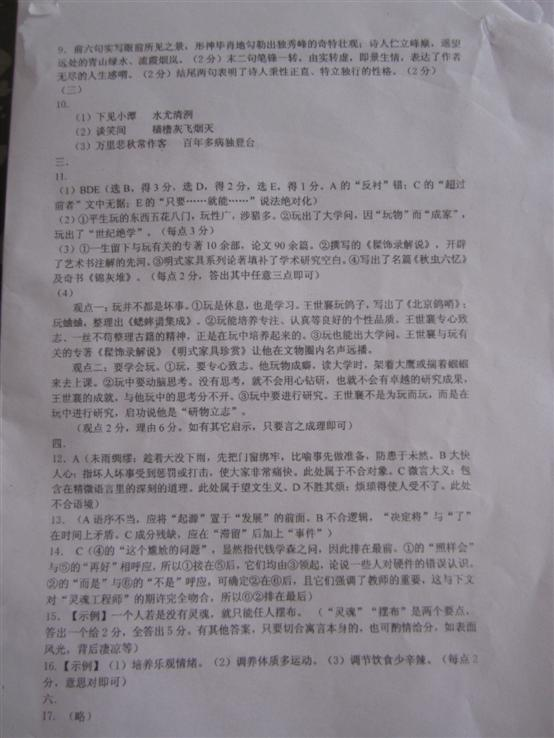 9. 前六句实写眼前所见之景，形神毕肖地勾勒出独秀峰的奇特壮观；诗人伫立峰巅，遥望
远处的青山绿水、流霞烟岚。（2分）末二句笔锋一转，由实转虚，即景生情，表达了作者
无尽的人生感喟。（2分）结尾两句表明了诗人秉性正直、特立独行的性格。（2分）
（三）
10.
（1）下见小潭 水尤清冽
（2）谈笑间 樯橹灰飞烟灭
（3）万里悲秋常作客 百年多病独登台
三.
11.
（1）BDE（选B，得3分，选D，得2分，选E，得1分。A的“反衬”错；C的“超过
前者”文中无据；E的“只要……就能……”说法绝对化）
（2）①平生玩的东西五花八门，玩性广，涉猎多。②玩出了大学问，因“玩物”而“成家”，
玩出了“世纪绝学”。（每点3分）
（3）①一生留下与玩有关的专著10余部，论文90余篇。②撰写的《髹饰录解说》，开辟
了艺术书注解的先河。③明式家具系列论著填补了学术研究空白。④写出了名篇《秋虫六忆》
及奇书《锦灰堆》。（每点2分，答出其中任意三点即可）
（4）
观点一：玩并不都是坏事。①玩是休息，也是学习。王世襄玩鸽子，写出了《北京鸽哨》；
玩蛐蛐，整理出《蟋蟀谱集成》。②玩能培养专注、认真等良好的个性品质。王世襄专心致
志、一丝不苟整理古籍的精神，正是在玩中培养起来的。③玩也能出大学问。王世襄与玩有
关的专著《髹饰录解说》《明式家具珍赏》让他在文物圈内名声远播。
观点二：要学会玩。①玩，要专心致志。他玩物成癖，读大学时，架着大鹰或揣着蝈蝈
来去上课。②玩中要动脑思考。没有思考，就不会用心钻研，也就不会有卓越的研究成果，
王世襄的成就，与他玩中的思考分不开。③玩中要进行研究。王世襄不是为玩而玩，而是在
玩中进行研究，启功说他是“研物立志”。
（观点2分，理由6分。如有其它启示，只要言之成理即可）
四.
12. A（未雨绸缪：趁着大没下雨，先把门窗绑牢，比喻事先做准备，防患于未然。B大快
人心：指坏人坏事受到惩罚或打击，使大家非常痛快。此处属于不合对象。C微言大义：包
含在精微语言里的深刻的道理。此处属于望文生义。D不胜其烦：烦琐得使人受不了。此处
不合语境）
13. （A语序不当，应将“起源”置于“发展”的前面。B不合逻辑，“决定将”与“了”
在时间上矛盾。C成分残缺，应在“滞留”后加上“事件”）
14. C（④的“这个尴尬的问题”，显然指代钱学森之问，因此排在最前。①的“照样会”
与⑤的“再好”相呼应，所以①接在⑤后，它们均由③领起，论说一些人对硬件的错误认识。
②的“而是”与⑥的“不是”呼应，可确定②在⑥后，且它们强调了教师的重要，这与下文
对“灵魂工程师”的期许完全吻合，所以⑥②排在最后）
15. 【示例】一个人若是没有灵魂，就只能任人摆布。（“灵魂”“摆布”是两个要点，
答出一个给2分，全答出5分。有其他答案，只要切合寓言本身的，也可酌情给分，如表面
风光，背后凄凉等）
16. 【示例】（1）培养乐观情绪。（2）调养体质多运动。（3）调节饮食少辛辣。（每点2
分，意思对即可）
六.
17. （略）